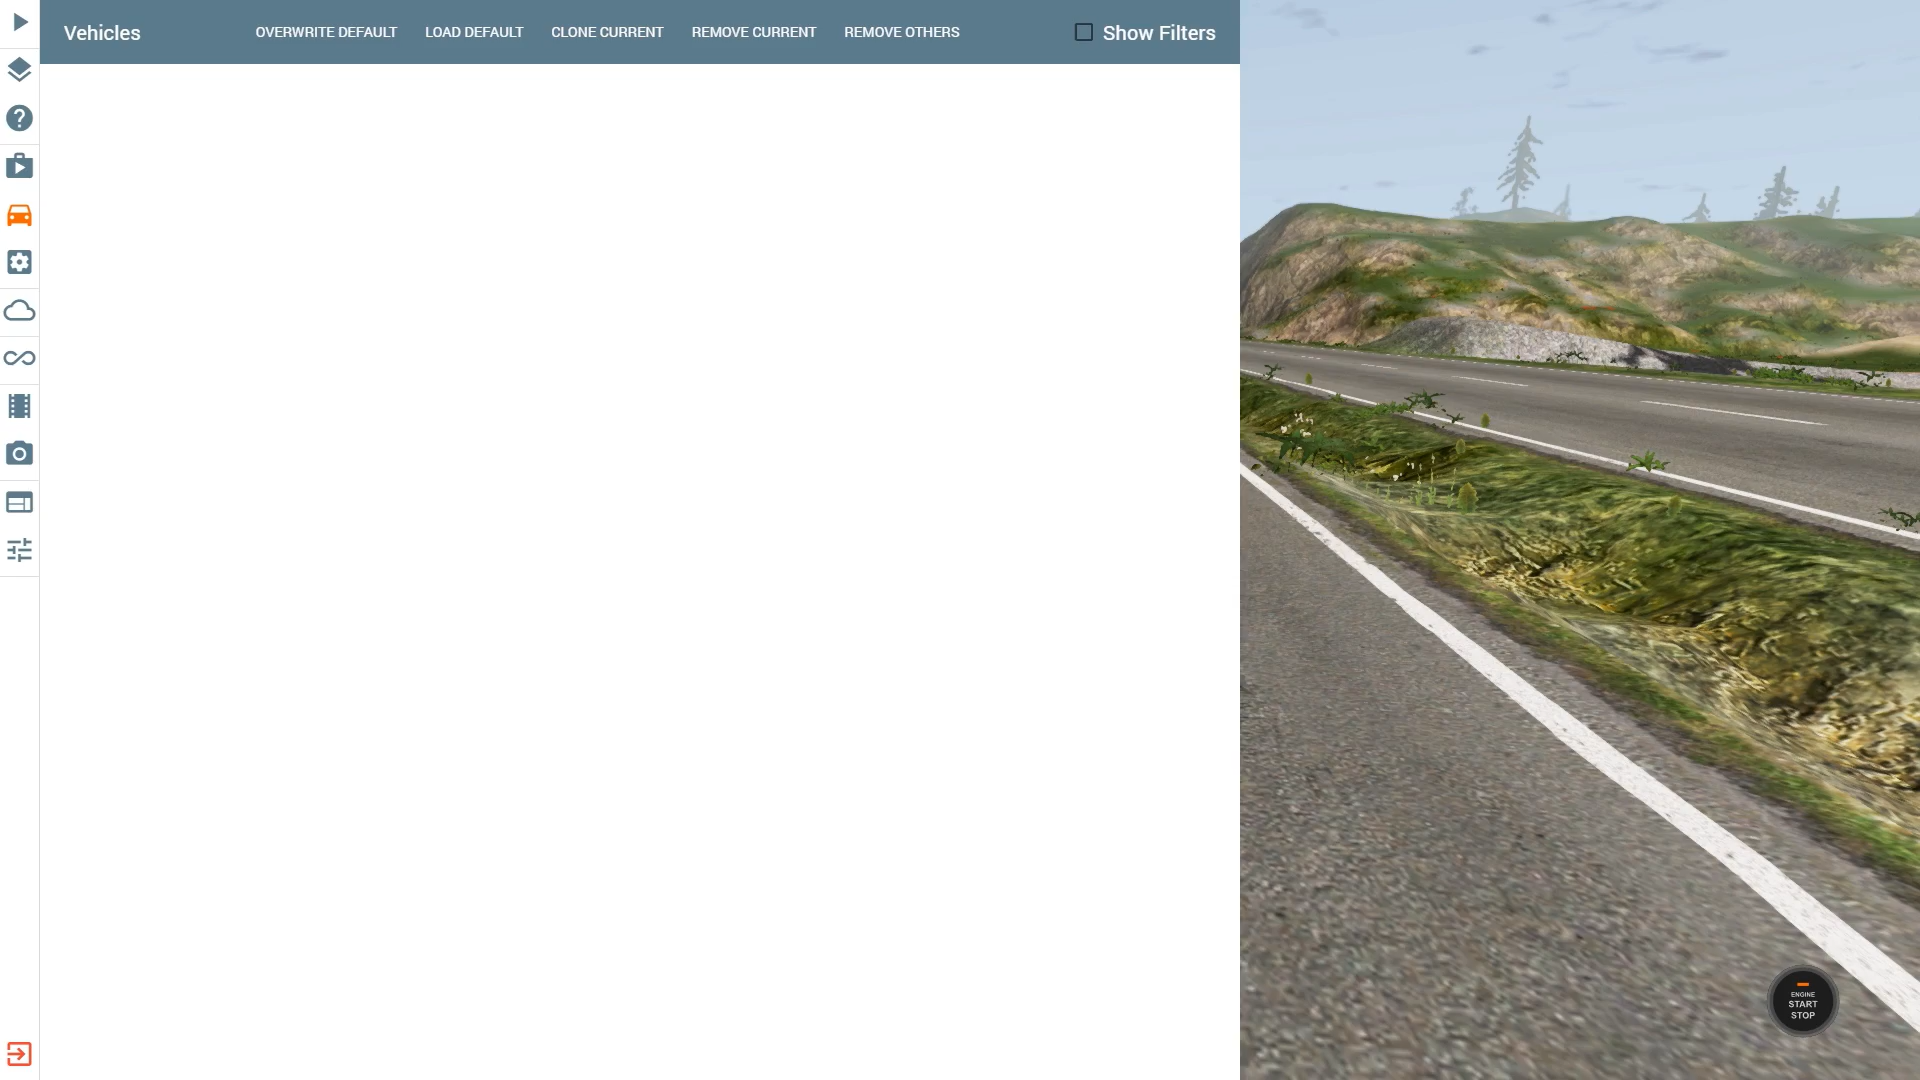 Vehicles
OVERWRITE DEFAULT
LOAD DEFAULT
CLONE CURRENT
REMOVE CURRENT
REMOVE OTHERS
Show Filters
ENGINE
START
STOP